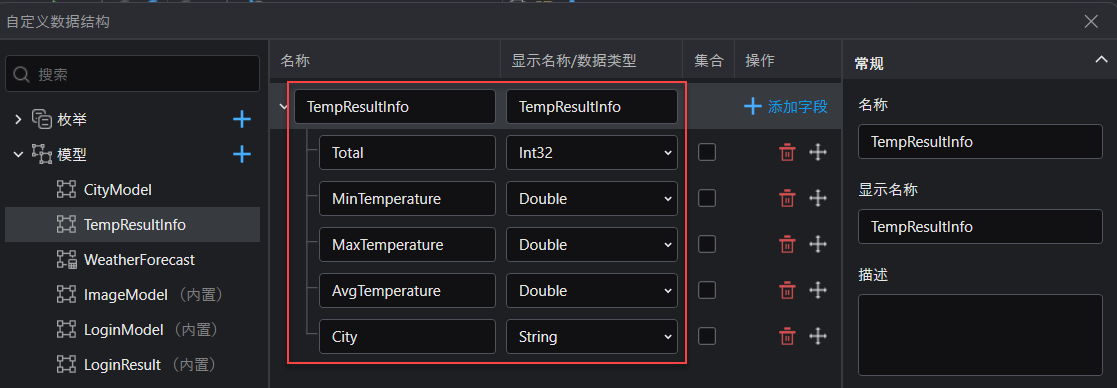 自定义数据结构
搜索
枚举
模型
CityModel
TempResultInfo
WeatherForecast
ImageModel （内置）
LoginModel （内置）
LoginResult （内置）
名称 显示名称/数据类型 集合 操作
TempResultInfo TempResultInfo 添加字段
Total Int32
MinTemperature Double
MaxTemperature Double
AvgTemperature Double
City String
常规
名称
TempResultInfo
显示名称
TempResultInfo
描述